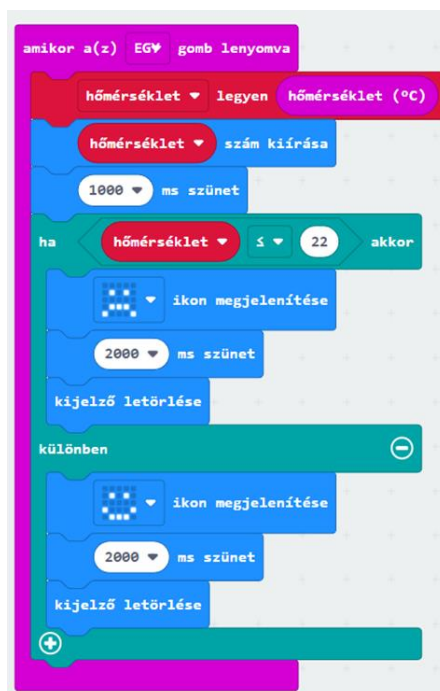 amikor a(z) EG▾ gomb lenyomva
hőmérséklet ▾ legyen hőmérséklet (°C)
hőmérséklet ▾ szám kiírása
1000 ▾ ms szünet
ha hőmérséklet ▾ ≤ ▾ 22 akkor
▾ ikon megjelenítése
2000 ▾ ms szünet
kijelző letörlése
különben
▾ ikon megjelenítése
2000 ▾ ms szünet
kijelző letörlése